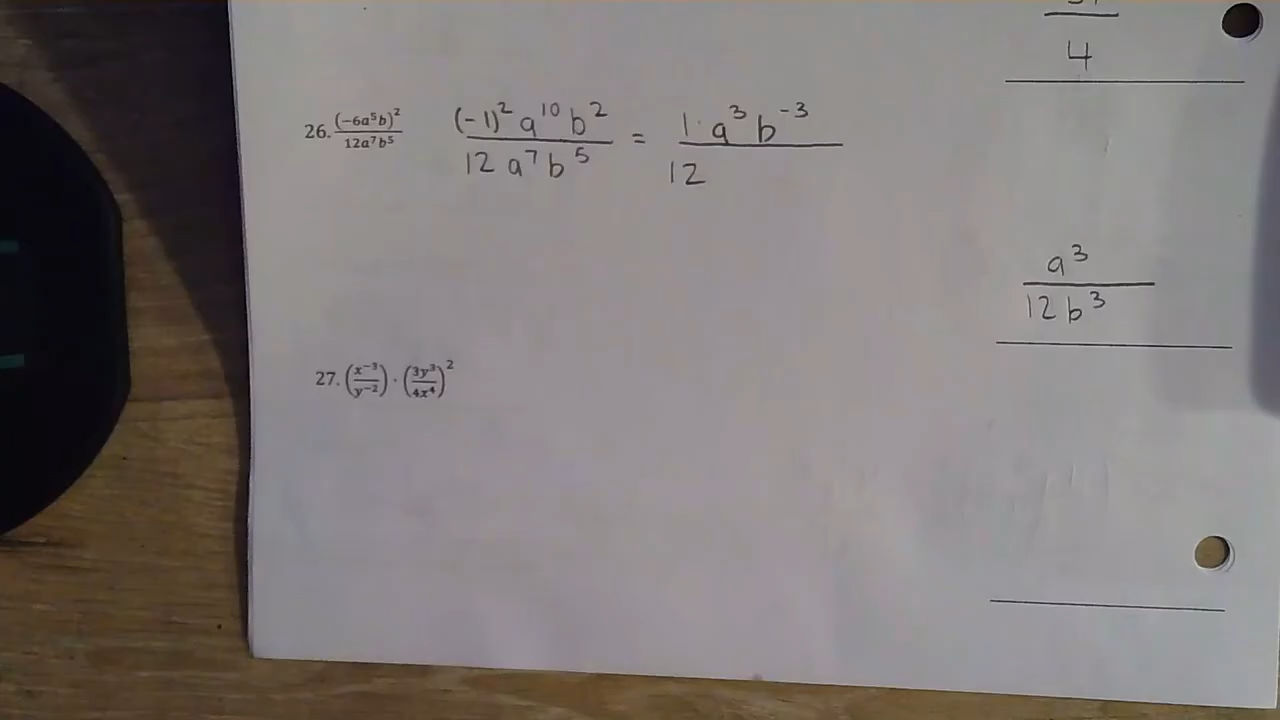 4
26. (−6a⁵b)² / 12a⁷b⁵   (-1)² a¹⁰ b² / 12 a⁷ b⁵ = 1 · a³ b⁻³ / 12
a³ / 12 b³
27. (x⁻³ / y⁻²) · (3y³ / 4x⁴)²